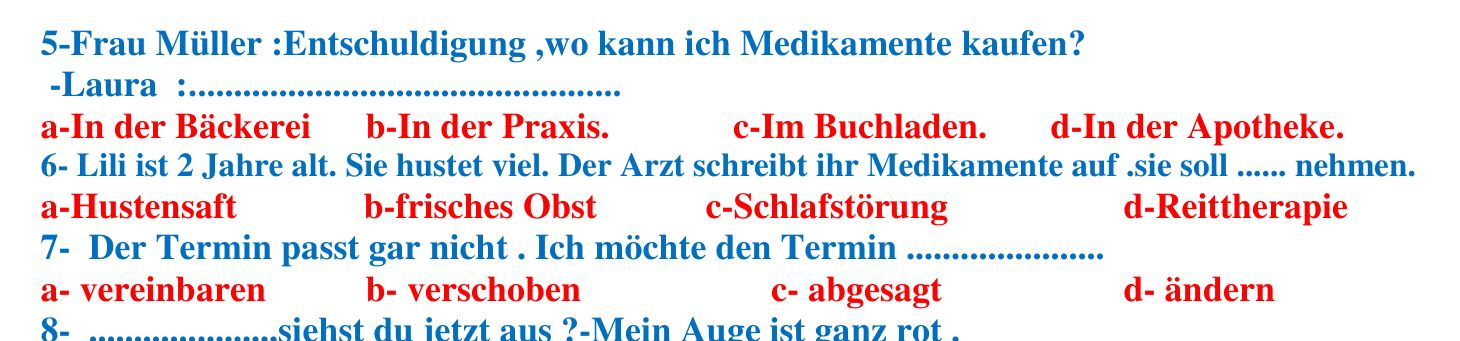 5-Frau Müller :Entschuldigung ,wo kann ich Medikamente kaufen?
-Laura :................................................
a-In der Bäckerei b-In der Praxis. c-Im Buchladen. d-In der Apotheke.
6- Lili ist 2 Jahre alt. Sie hustet viel. Der Arzt schreibt ihr Medikamente auf .sie soll ...... nehmen.
a-Hustensaft b-frisches Obst c-Schlafstörung d-Reittherapie
7- Der Termin passt gar nicht . Ich möchte den Termin ......................
a- vereinbaren b- verschoben c- abgesagt d- ändern
8- .....................siehst du jetzt aus ?-Mein Auge ist ganz rot .